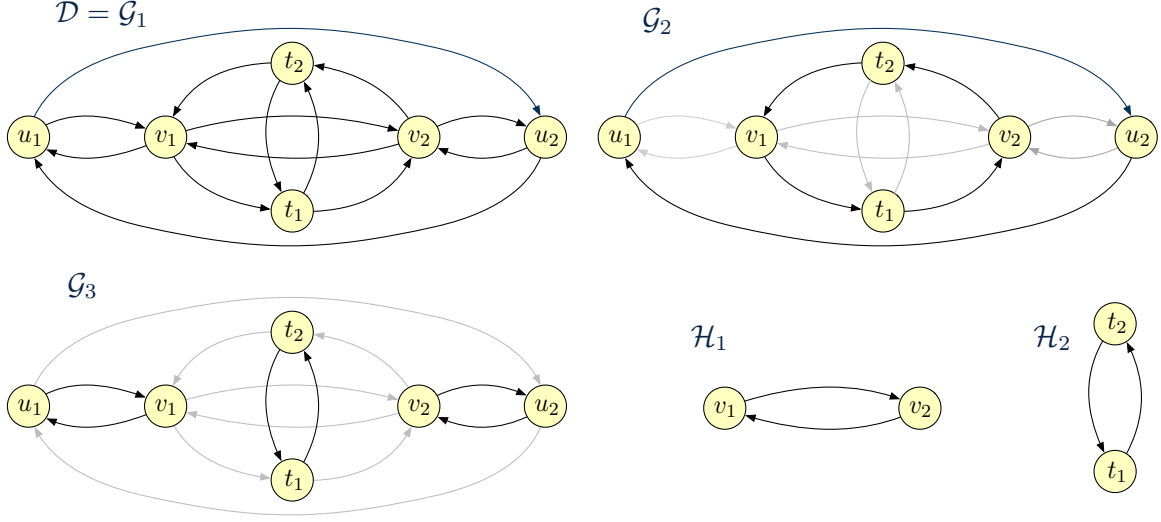 𝒟 = 𝒢₁
t₂
u₁ v₁ v₂ u₂
t₁
𝒢₂
t₂
u₁ v₁ v₂ u₂
t₁
𝒢₃
t₂
u₁ v₁ v₂ u₂
t₁
ℋ₁
v₁ v₂
ℋ₂
t₂
t₁